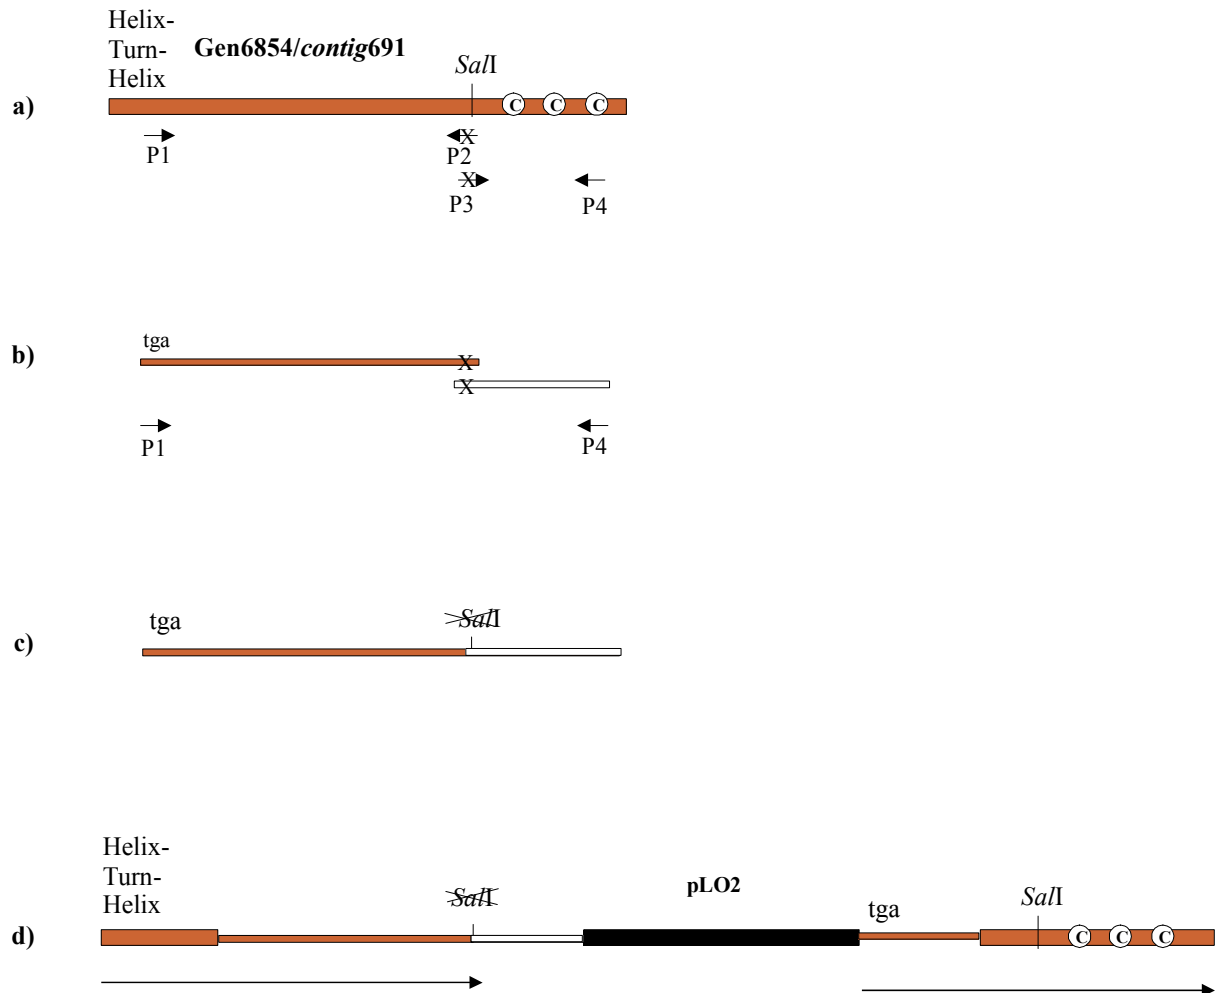 Helix-
Turn-
Helix
Gen6854/contig691
SalI
a)
C C C
P1
X
P2
X
P3
P4
b)
tga
X
X
P1
P4
c)
tga
SalI
Helix-
Turn-
Helix
SalI
pLO2
tga
SalI
d)
C C C